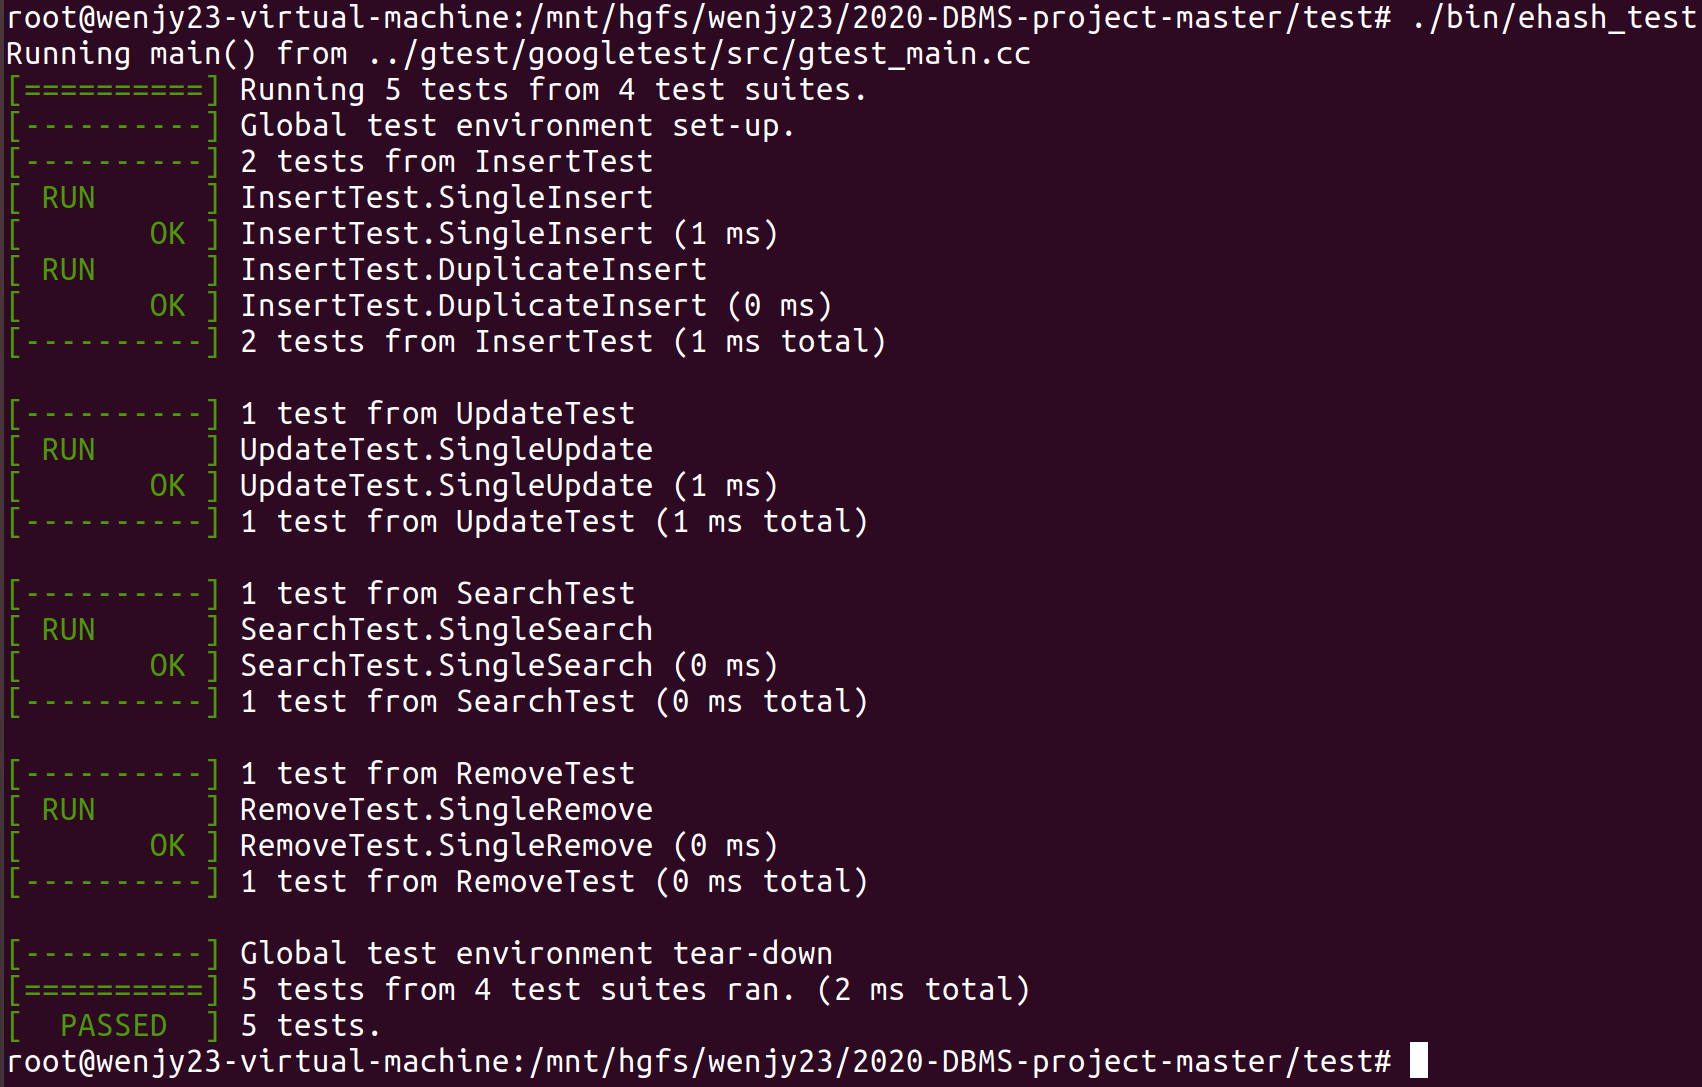 root@wenjy23-virtual-machine:/mnt/hgfs/wenjy23/2020-DBMS-project-master/test# ./bin/ehash_test
Running main() from ../gtest/googletest/src/gtest_main.cc
[==========] Running 5 tests from 4 test suites.
[----------] Global test environment set-up.
[----------] 2 tests from InsertTest
[ RUN      ] InsertTest.SingleInsert
[       OK ] InsertTest.SingleInsert (1 ms)
[ RUN      ] InsertTest.DuplicateInsert
[       OK ] InsertTest.DuplicateInsert (0 ms)
[----------] 2 tests from InsertTest (1 ms total)

[----------] 1 test from UpdateTest
[ RUN      ] UpdateTest.SingleUpdate
[       OK ] UpdateTest.SingleUpdate (1 ms)
[----------] 1 test from UpdateTest (1 ms total)

[----------] 1 test from SearchTest
[ RUN      ] SearchTest.SingleSearch
[       OK ] SearchTest.SingleSearch (0 ms)
[----------] 1 test from SearchTest (0 ms total)

[----------] 1 test from RemoveTest
[ RUN      ] RemoveTest.SingleRemove
[       OK ] RemoveTest.SingleRemove (0 ms)
[----------] 1 test from RemoveTest (0 ms total)

[----------] Global test environment tear-down
[==========] 5 tests from 4 test suites ran. (2 ms total)
[  PASSED  ] 5 tests.
root@wenjy23-virtual-machine:/mnt/hgfs/wenjy23/2020-DBMS-project-master/test#